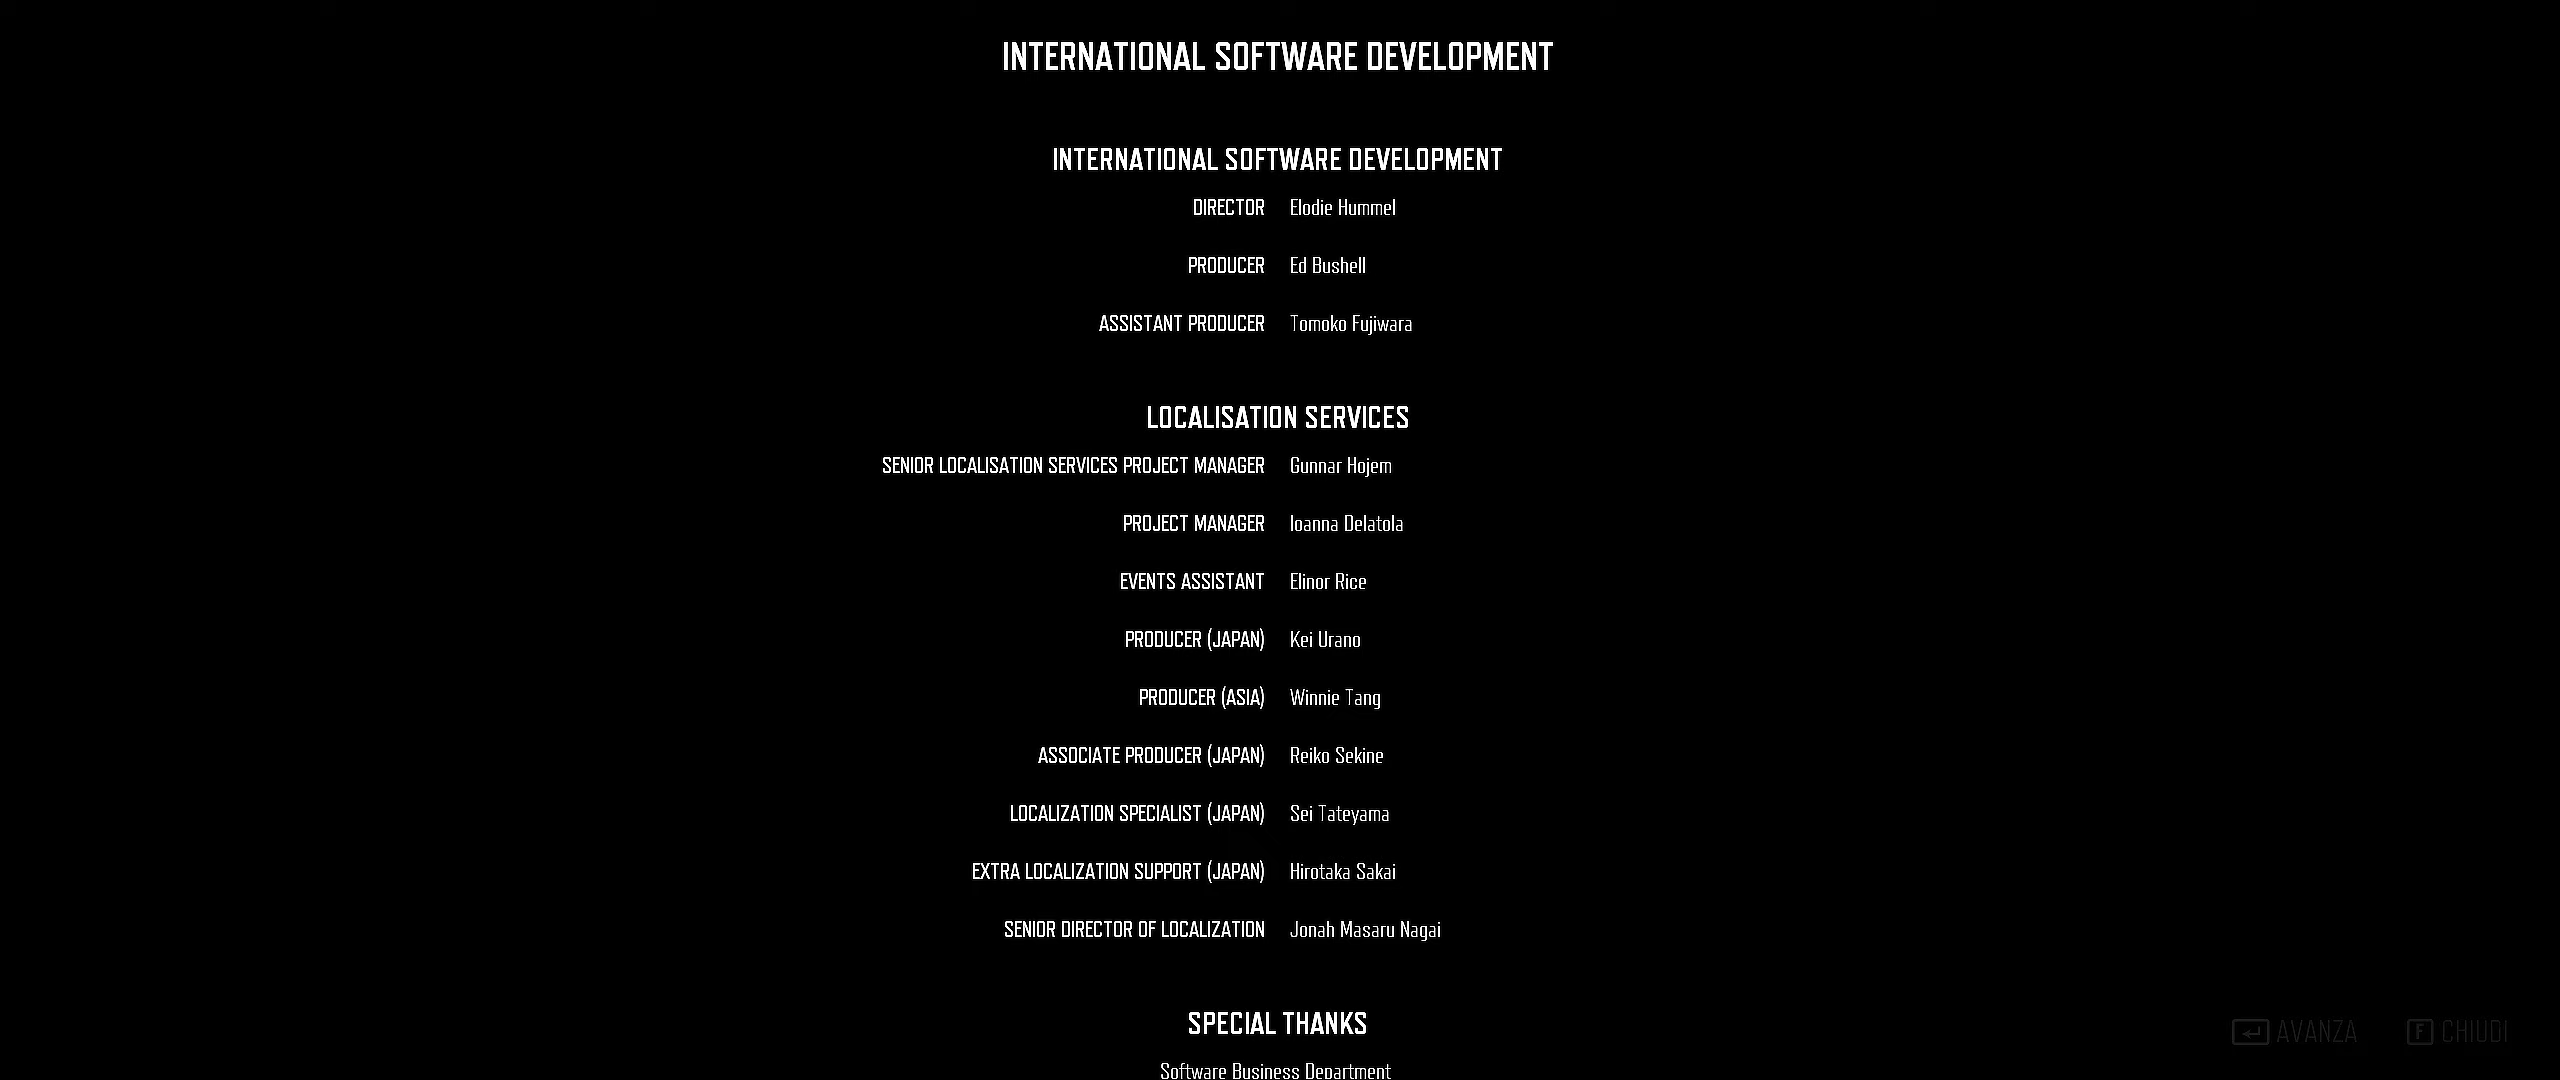 INTERNATIONAL SOFTWARE DEVELOPMENT
INTERNATIONAL SOFTWARE DEVELOPMENT
DIRECTOR Elodie Hummel
PRODUCER Ed Bushell
ASSISTANT PRODUCER Tomoko Fujiwara
LOCALISATION SERVICES
SENIOR LOCALISATION SERVICES PROJECT MANAGER Gunnar Hojem
PROJECT MANAGER Ioanna Delatola
EVENTS ASSISTANT Elinor Rice
PRODUCER (JAPAN) Kei Urano
PRODUCER (ASIA) Winnie Tang
ASSOCIATE PRODUCER (JAPAN) Reiko Sekine
LOCALIZATION SPECIALIST (JAPAN) Sei Tateyama
EXTRA LOCALIZATION SUPPORT (JAPAN) Hirotaka Sakai
SENIOR DIRECTOR OF LOCALIZATION Jonah Masaru Nagai
SPECIAL THANKS
Software Business Department
AVANZA F CHIUDI